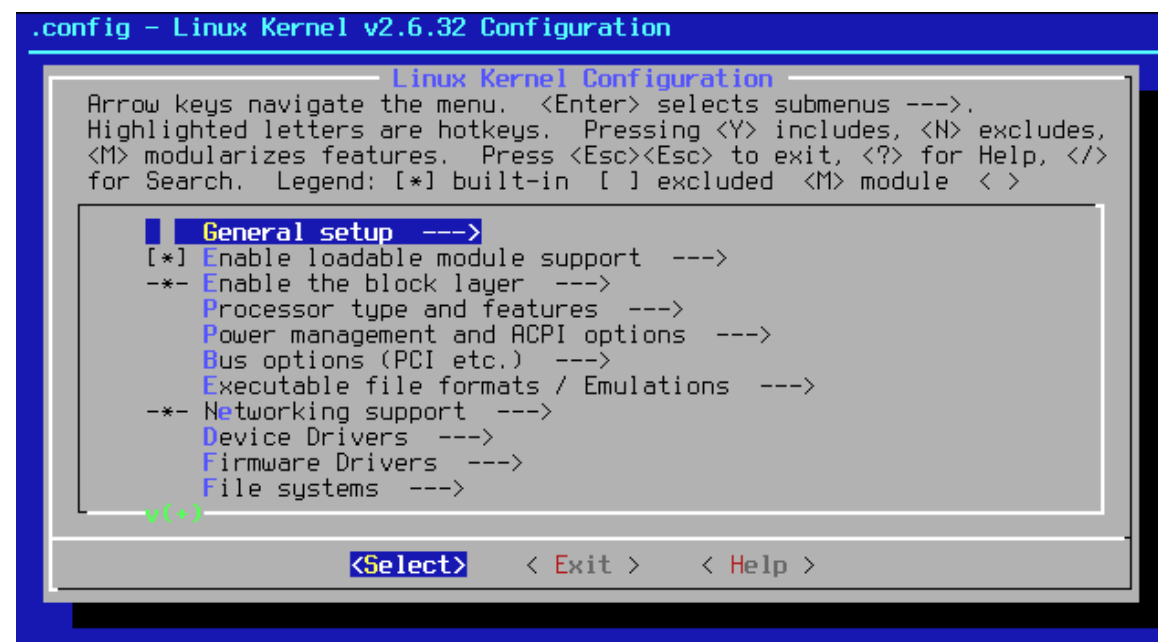 .config – Linux Kernel v2.6.32 Configuration
Linux Kernel Configuration
Arrow keys navigate the menu. <Enter> selects submenus --->.
Highlighted letters are hotkeys. Pressing <Y> includes, <N> excludes,
<M> modularizes features. Press <Esc><Esc> to exit, <?> for Help, </>
for Search. Legend: [*] built-in [ ] excluded <M> module < >
General setup --->
[*] Enable loadable module support --->
-*- Enable the block layer --->
Processor type and features --->
Power management and ACPI options --->
Bus options (PCI etc.) --->
Executable file formats / Emulations --->
-*- Networking support --->
Device Drivers --->
Firmware Drivers --->
File systems --->
v(+)
<Select> < Exit > < Help >